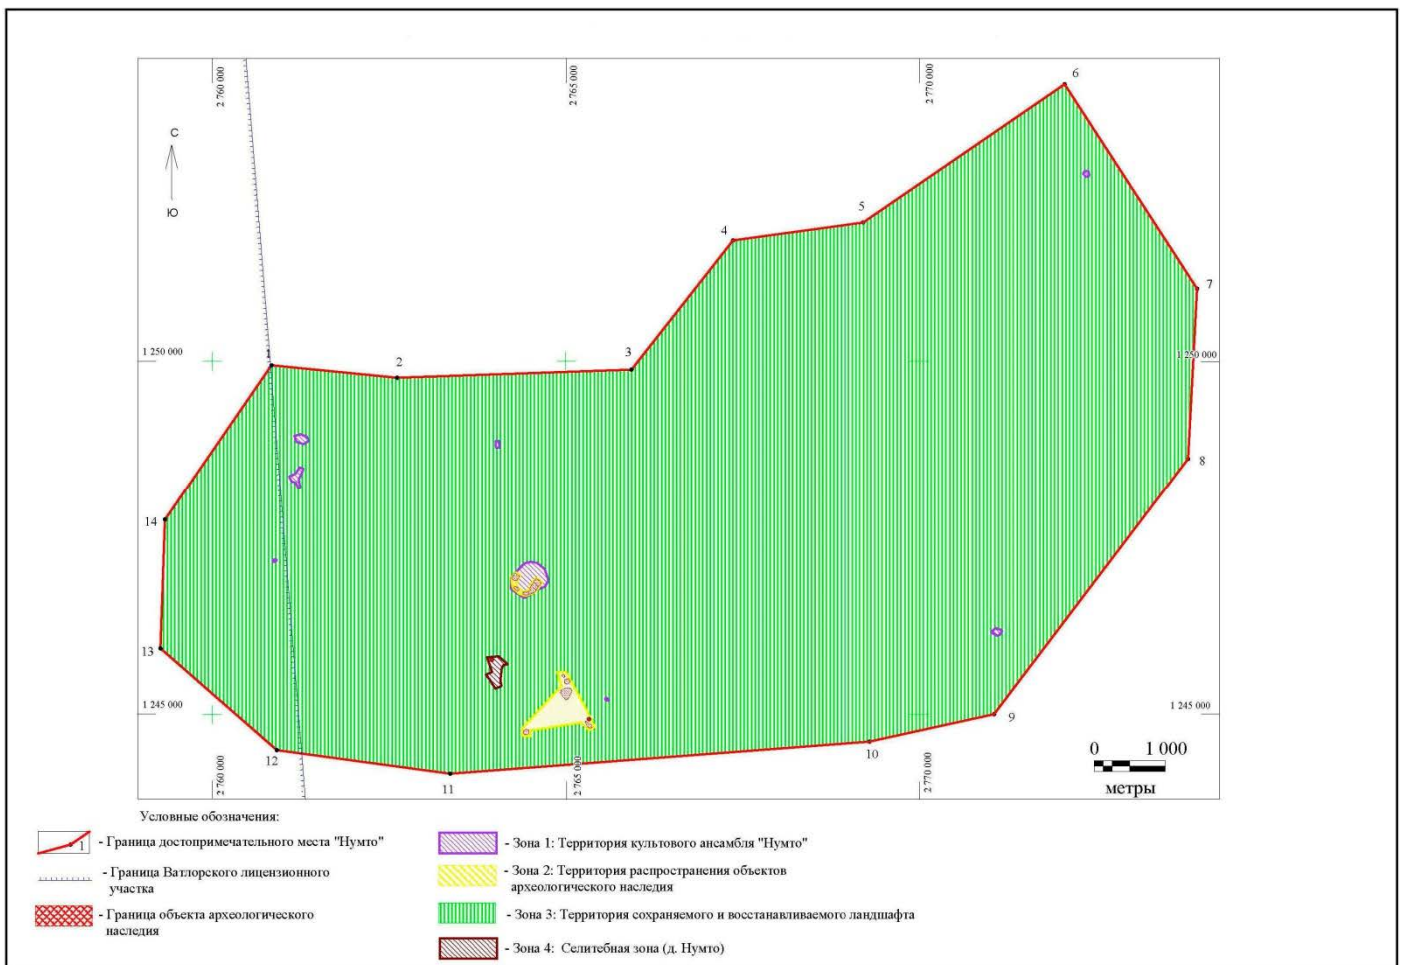 2 760 000
2 765 000
2 770 000
6
С
Ю
5
4
7
1 250 000
1
2
3
1 250 000
8
14
13
1 245 000
1 245 000
9
10
12
11
2 760 000
2 765 000
2 770 000
0 1 000
метры
Условные обозначения:
1
- Граница достопримечательного места "Нумто"
- Граница Ватлорского лицензионного
участка
- Граница объекта археологического
наследия
- Зона 1: Территория культового ансамбля "Нумто"
- Зона 2: Территория распространения объектов
археологического наследия
- Зона 3: Территория сохраняемого и восстанавливаемого ландшафта
- Зона 4: Селитебная зона (д. Нумто)